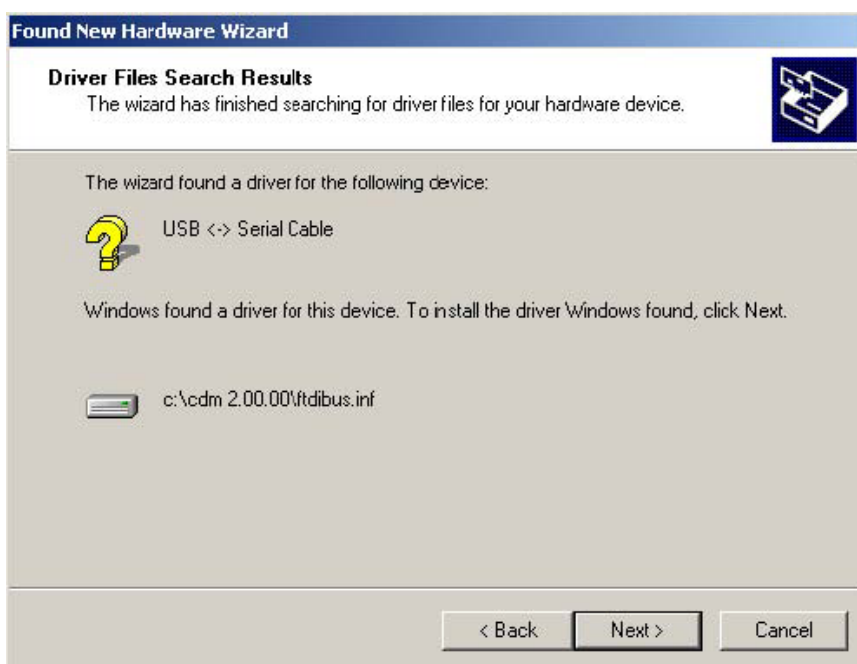 Found New Hardware Wizard
Driver Files Search Results
The wizard has finished searching for driver files for your hardware device.
The wizard found a driver for the following device:
USB <-> Serial Cable
Windows found a driver for this device. To install the driver Windows found, click Next.
c:\cdm 2.00.00\ftdibus.inf
< Back Next > Cancel